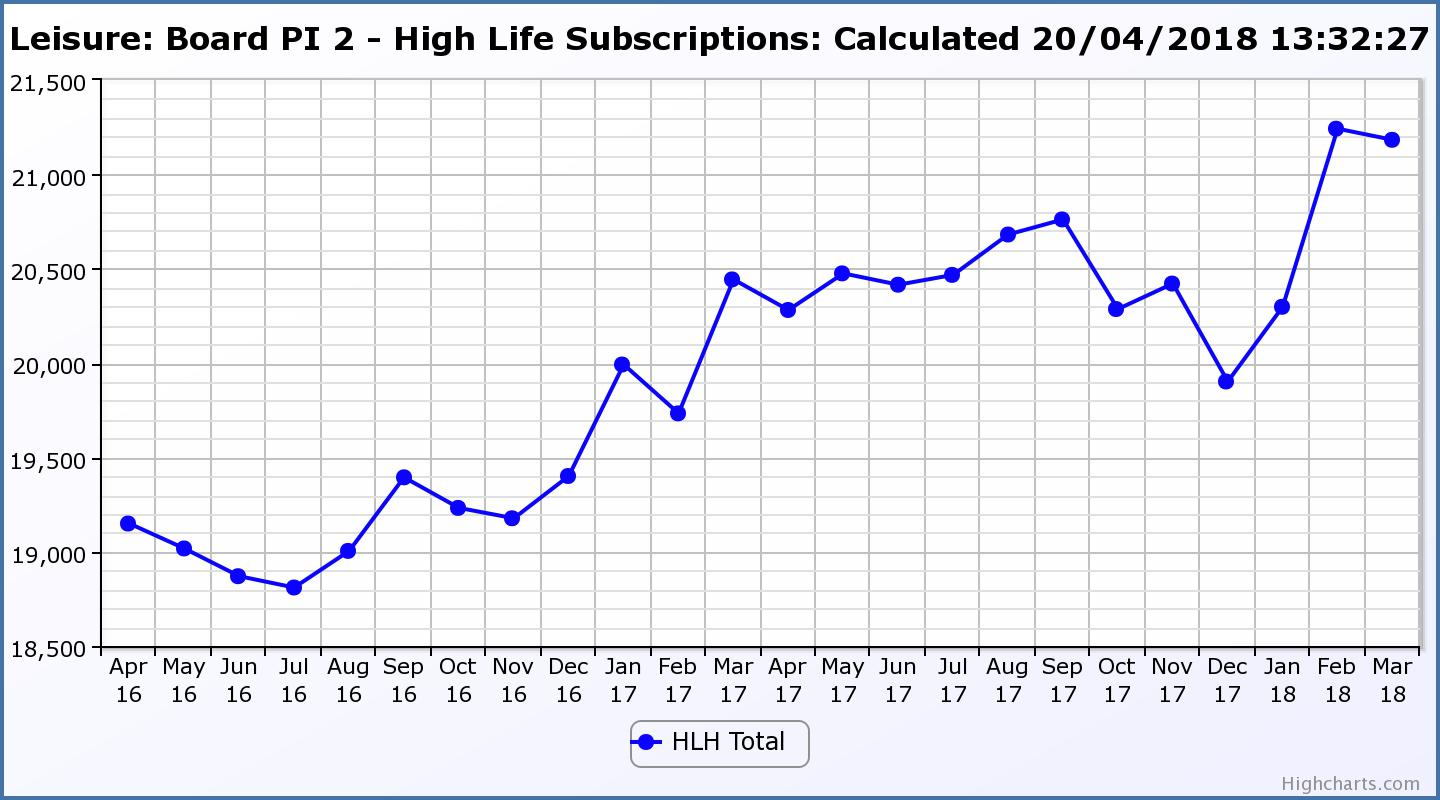 Leisure: Board PI 2 - High Life Subscriptions: Calculated 20/04/2018 13:32:27
21,500
21,000
20,500
20,000
19,500
19,000
18,500
Apr May Jun Jul Aug Sep Oct Nov Dec Jan Feb Mar Apr May Jun Jul Aug Sep Oct Nov Dec Jan Feb Mar
16 16 16 16 16 16 16 16 16 17 17 17 17 17 17 17 17 17 17 17 17 18 18 18
HLH Total
Highcharts.com